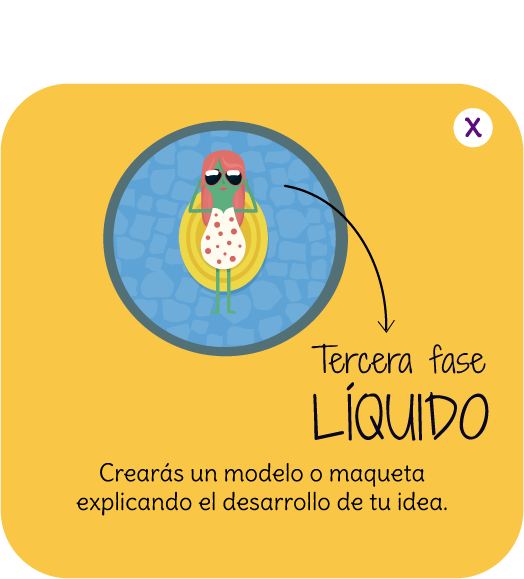 X
Tercera fase
LÍQUIDO
Crearás un modelo o maqueta
explicando el desarrollo de tu idea.